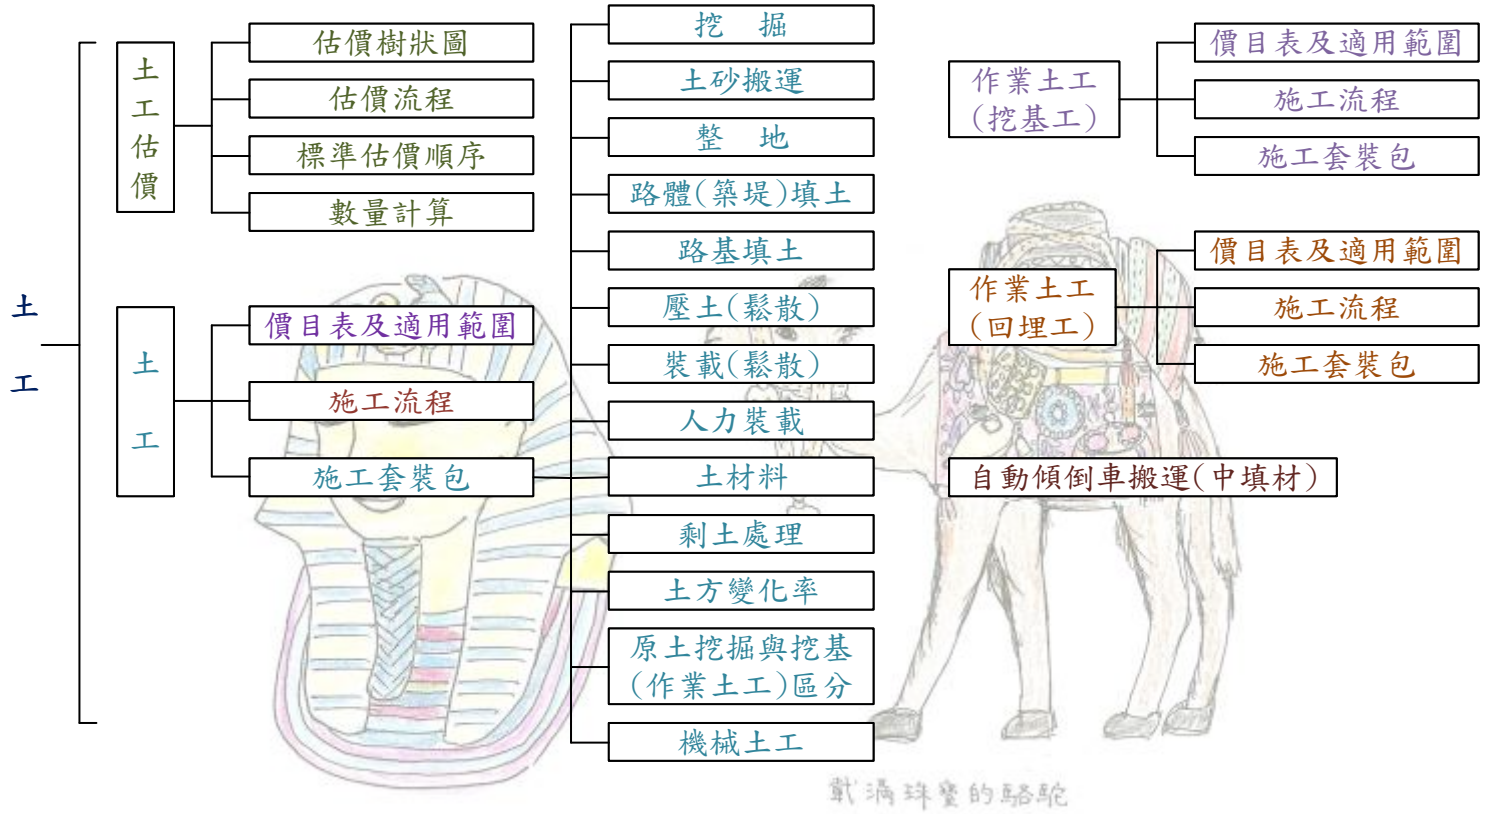 土工
土工估價
估價樹狀圖
估價流程
標準估價順序
數量計算
土工
價目表及適用範圍
施工流程
施工套裝包
挖 掘
土砂搬運
整 地
路體(築堤)填土
路基填土
壓土(鬆散)
裝載(鬆散)
人力裝載
土材料
剩土處理
土方變化率
原土挖掘與挖基
(作業土工)區分
機械土工
作業土工
(挖基工)
價目表及適用範圍
施工流程
施工套裝包
作業土工
(回埋工)
價目表及適用範圍
施工流程
施工套裝包
自動傾倒車搬運(中填材)
載滿珠寶的駱駝